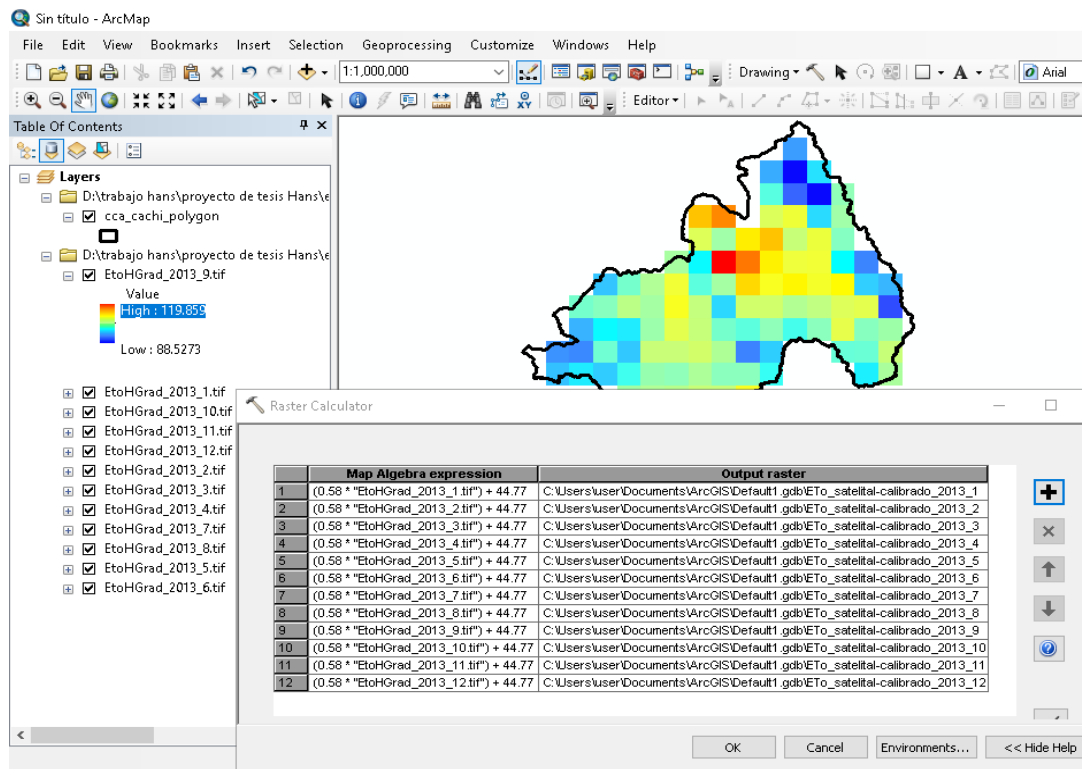 Sin título - ArcMap
File Edit View Bookmarks Insert Selection Geoprocessing Customize Windows Help
1:1,000,000
Drawing
A
Arial
Editor
Table Of Contents
Layers
D:\trabajo hans\proyecto de tesis Hans\e
cca_cachi_polygon
D:\trabajo hans\proyecto de tesis Hans\e
EtoHGrad_2013_9.tif
Value
High : 119.859
Low : 88.5273
EtoHGrad_2013_1.tif
EtoHGrad_2013_10.tif
EtoHGrad_2013_11.tif
EtoHGrad_2013_12.tif
EtoHGrad_2013_2.tif
EtoHGrad_2013_3.tif
EtoHGrad_2013_4.tif
EtoHGrad_2013_7.tif
EtoHGrad_2013_8.tif
EtoHGrad_2013_5.tif
EtoHGrad_2013_6.tif
Raster Calculator
Map Algebra expression Output raster
1 (0.58 * "EtoHGrad_2013_1.tif") + 44.77 C:\Users\user\Documents\ArcGIS\Default1.gdb\ETo_satelital-calibrado_2013_1
2 (0.58 * "EtoHGrad_2013_2.tif") + 44.77 C:\Users\user\Documents\ArcGIS\Default1.gdb\ETo_satelital-calibrado_2013_2
3 (0.58 * "EtoHGrad_2013_3.tif") + 44.77 C:\Users\user\Documents\ArcGIS\Default1.gdb\ETo_satelital-calibrado_2013_3
4 (0.58 * "EtoHGrad_2013_4.tif") + 44.77 C:\Users\user\Documents\ArcGIS\Default1.gdb\ETo_satelital-calibrado_2013_4
5 (0.58 * "EtoHGrad_2013_5.tif") + 44.77 C:\Users\user\Documents\ArcGIS\Default1.gdb\ETo_satelital-calibrado_2013_5
6 (0.58 * "EtoHGrad_2013_6.tif") + 44.77 C:\Users\user\Documents\ArcGIS\Default1.gdb\ETo_satelital-calibrado_2013_6
7 (0.58 * "EtoHGrad_2013_7.tif") + 44.77 C:\Users\user\Documents\ArcGIS\Default1.gdb\ETo_satelital-calibrado_2013_7
8 (0.58 * "EtoHGrad_2013_8.tif") + 44.77 C:\Users\user\Documents\ArcGIS\Default1.gdb\ETo_satelital-calibrado_2013_8
9 (0.58 * "EtoHGrad_2013_9.tif") + 44.77 C:\Users\user\Documents\ArcGIS\Default1.gdb\ETo_satelital-calibrado_2013_9
10 (0.58 * "EtoHGrad_2013_10.tif") + 44.77 C:\Users\user\Documents\ArcGIS\Default1.gdb\ETo_satelital-calibrado_2013_10
11 (0.58 * "EtoHGrad_2013_11.tif") + 44.77 C:\Users\user\Documents\ArcGIS\Default1.gdb\ETo_satelital-calibrado_2013_11
12 (0.58 * "EtoHGrad_2013_12.tif") + 44.77 C:\Users\user\Documents\ArcGIS\Default1.gdb\ETo_satelital-calibrado_2013_12
OK Cancel Environments... << Hide Help